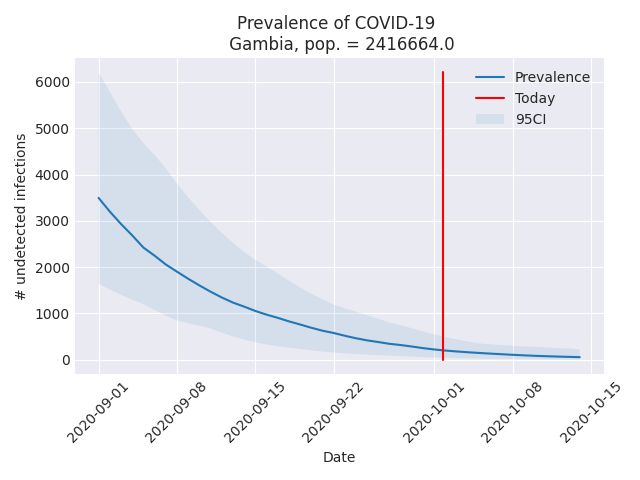 Prevalence of COVID-19
Gambia, pop. = 2416664.0
Prevalence
Today
95CI
# undetected infections
6000
5000
4000
3000
2000
1000
0
2020-09-01
2020-09-08
2020-09-15
2020-09-22
2020-10-01
2020-10-08
2020-10-15
Date